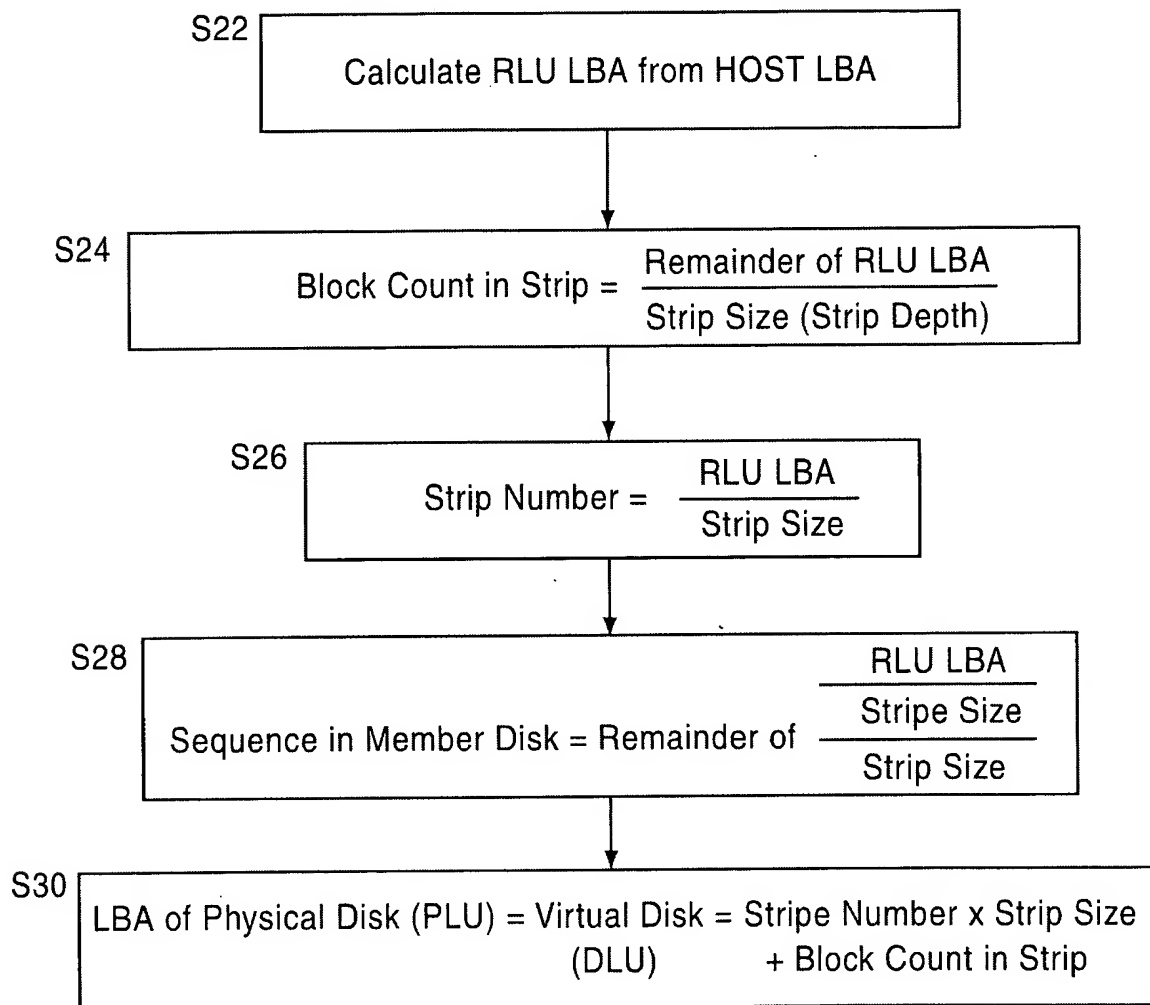 S22
Calculate RLU LBA from HOST LBA
S24
Block Count in Strip = Remainder of RLU LBA
Strip Size (Strip Depth)
S26
Strip Number = RLU LBA
Strip Size
S28
RLU LBA
Stripe Size
Sequence in Member Disk = Remainder of
Strip Size
S30
LBA of Physical Disk (PLU) = Virtual Disk = Stripe Number x Strip Size
(DLU) + Block Count in Strip